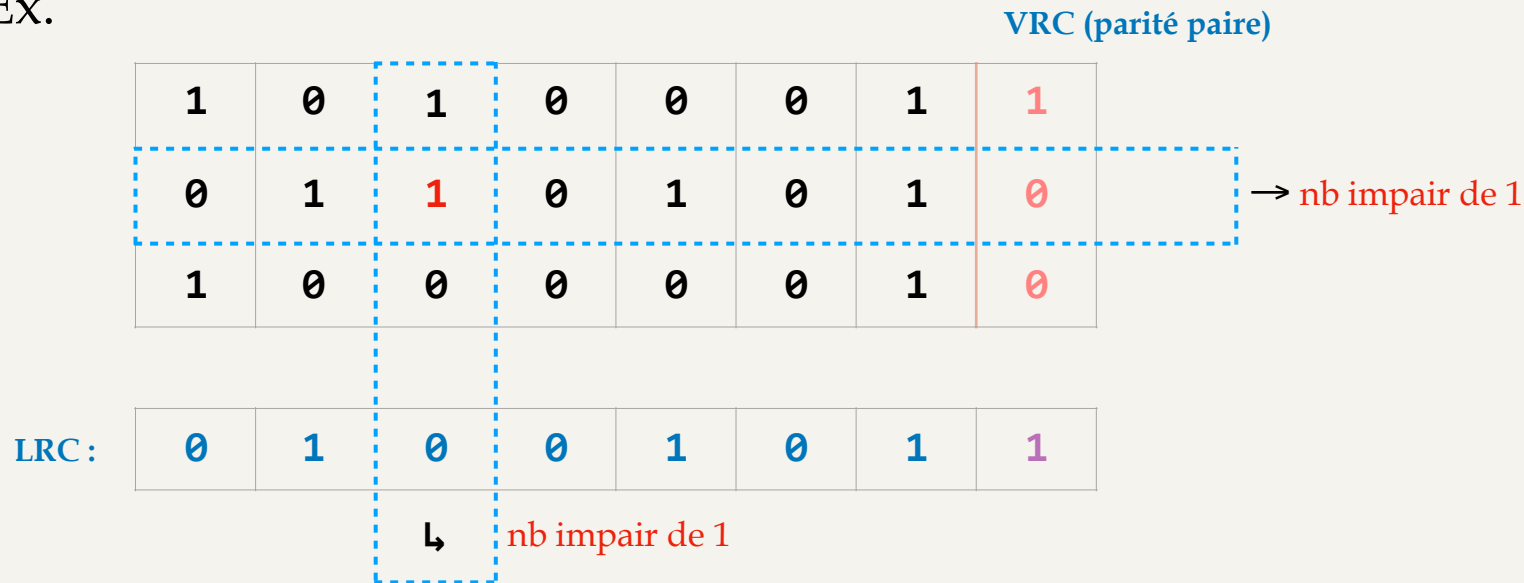 Ex.
VRC (parité paire)
1 0 1 0 0 0 1 1
0 1 1 0 1 0 1 0 → nb impair de 1
1 0 0 0 0 0 1 0
LRC : 0 1 0 0 1 0 1 1
↳ nb impair de 1